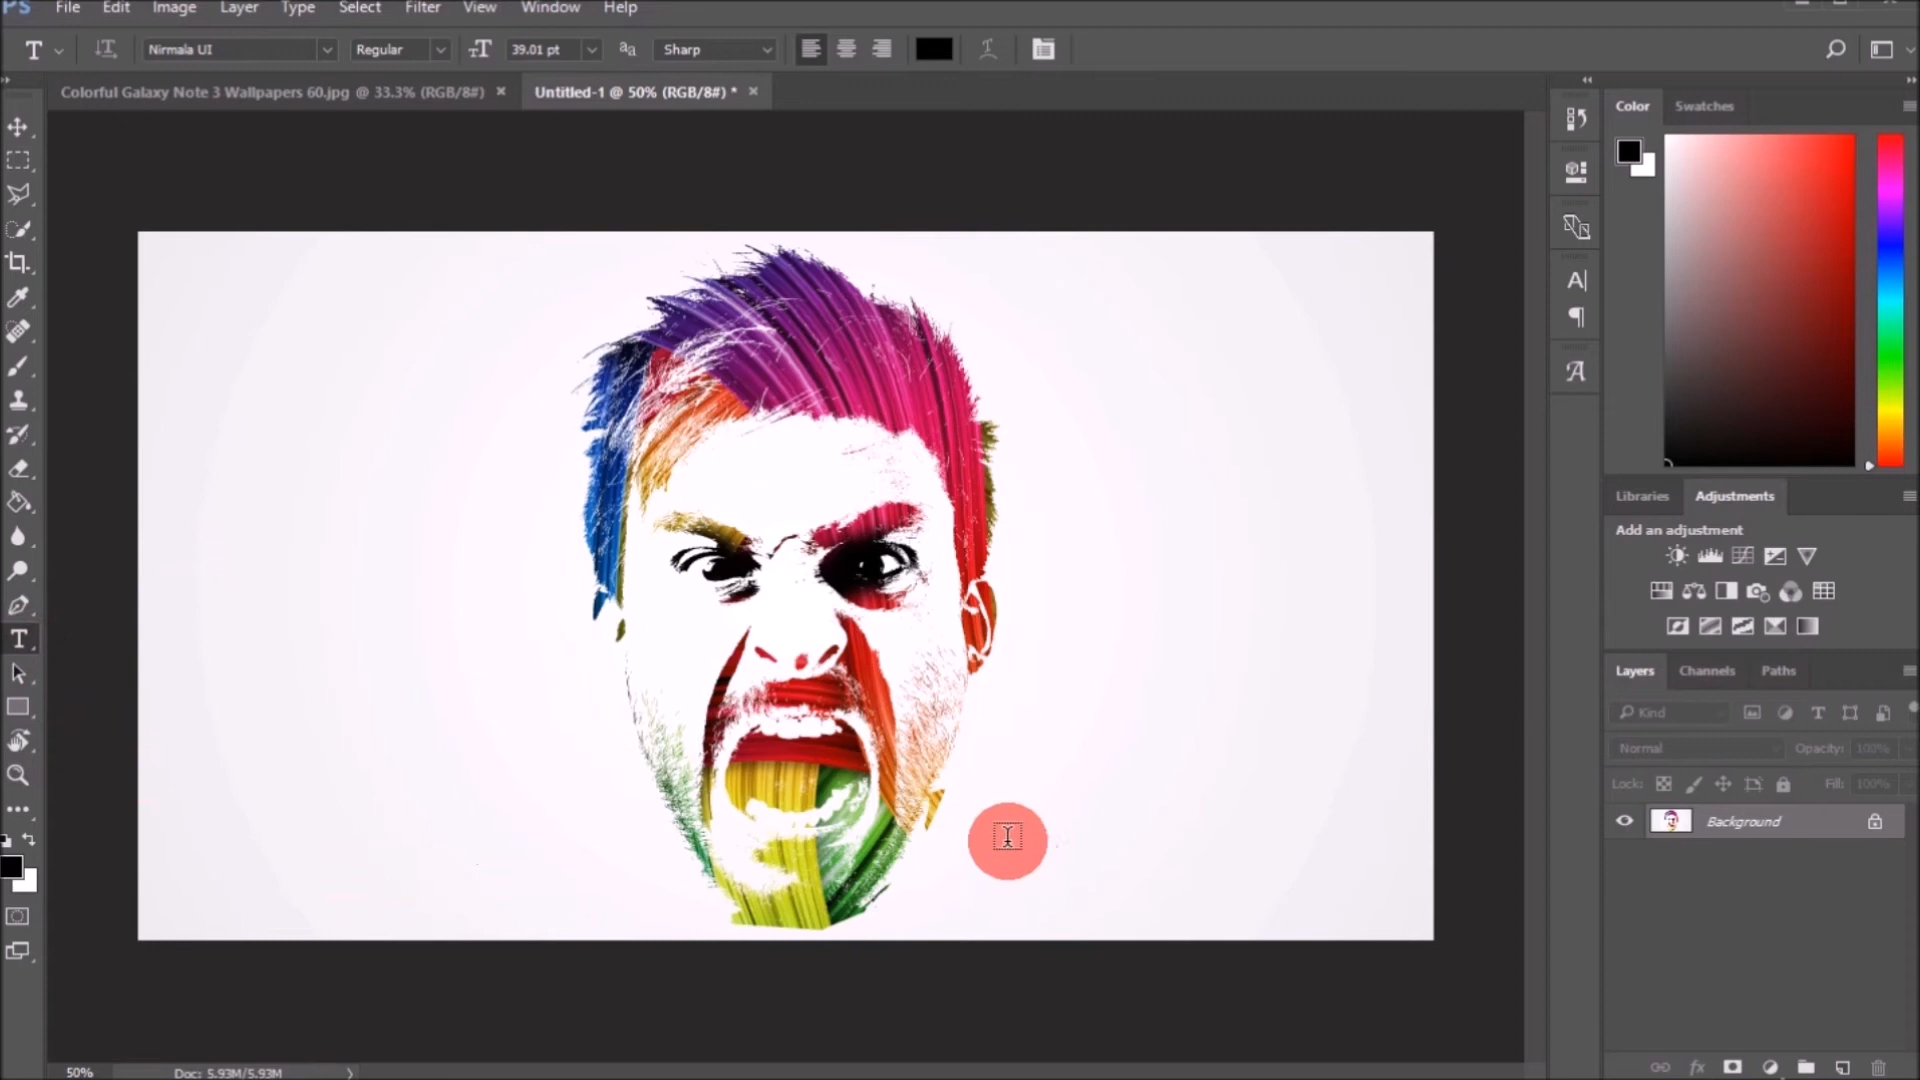 PS File Edit Image Layer Type Select Filter View Window Help
T Nirmala UI Regular 39.01 pt aa Sharp
Colorful Galaxy Note 3 Wallpapers 60.jpg @ 33.3% (RGB/8#) × Untitled-1 @ 50% (RGB/8#) * ×
Color Swatches
Libraries Adjustments
Add an adjustment
Layers Channels Paths
Kind
Normal Opacity: 100%
Lock: Fill: 100%
Background
50% Doc: 5.93M/5.93M